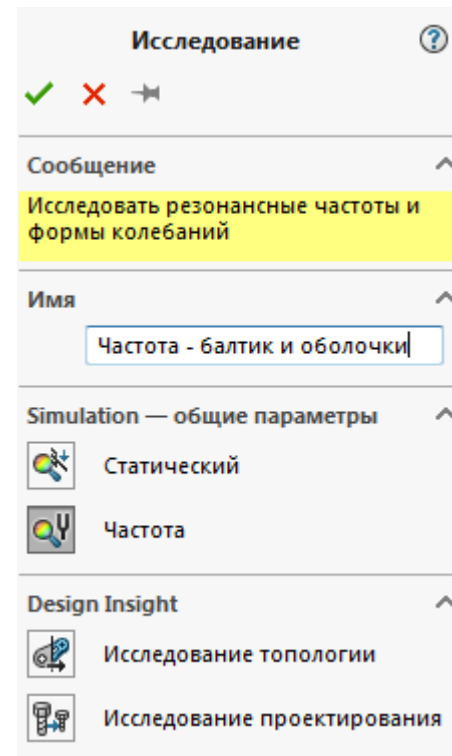 Исследование
Сообщение
Исследовать резонансные частоты и
формы колебаний
Имя
Частота - балтик и оболочки
Simulation — общие параметры
Статический
Частота
Design Insight
Исследование топологии
Исследование проектирования